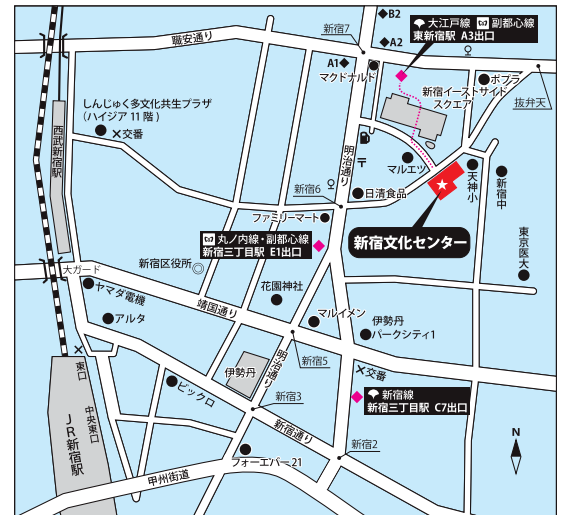 新宿7
B2
A2
A1
大江戸線 副都心線
東新宿駅 A3出口
職安通り
マクドナルド
ポプラ
抜弁天
新宿イーストサイド
スクエア
しんじゅく多文化共生プラザ
(ハイジア11階)
交番
西武新宿駅
明治通り
マルエツ
天神小
新宿中
新宿6
日清食品
ファミリーマート
丸ノ内線・副都心線
新宿三丁目駅 E1出口
新宿文化センター
東京医大
大ガード
新宿区役所
ヤマダ電機
花園神社
靖国通り
アルタ
マルイメン
伊勢丹
パークシティ1
明治通り
新宿5
伊勢丹
交番
東口
ビックロ
新宿線
新宿三丁目駅 C7出口
新宿3
中央東口
JR新宿駅
新宿通り
新宿2
N
フォーエバー21
甲州街道